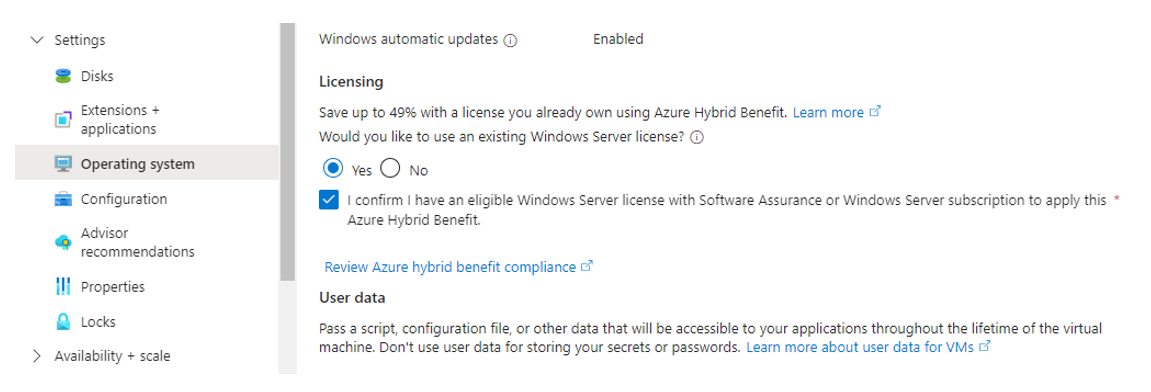 Settings
Disks
Extensions +
applications
Operating system
Configuration
Advisor
recommendations
Properties
Locks
Availability + scale
Windows automatic updates Enabled
Licensing
Save up to 49% with a license you already own using Azure Hybrid Benefit. Learn more
Would you like to use an existing Windows Server license?
Yes No
I confirm I have an eligible Windows Server license with Software Assurance or Windows Server subscription to apply this *
Azure Hybrid Benefit.
Review Azure hybrid benefit compliance
User data
Pass a script, configuration file, or other data that will be accessible to your applications throughout the lifetime of the virtual
machine. Don't use user data for storing your secrets or passwords. Learn more about user data for VMs